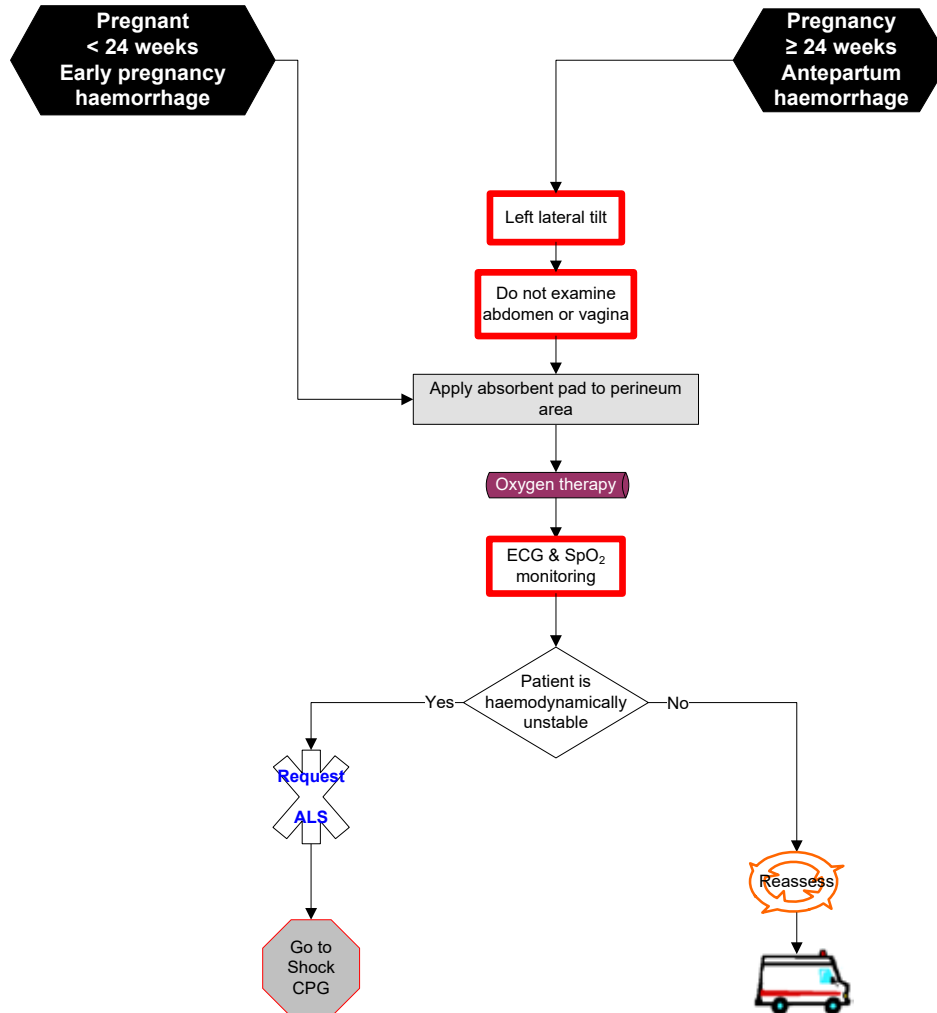 Pregnant
< 24 weeks
Early pregnancy
haemorrhage
Pregnancy
≥ 24 weeks
Antepartum
haemorrhage
Left lateral tilt
Do not examine
abdomen or vagina
Apply absorbent pad to perineum
area
Oxygen therapy
ECG & SpO₂
monitoring
Patient is
haemodynamically
unstable
Yes
No
Request
ALS
Reassess
Go to
Shock
CPG